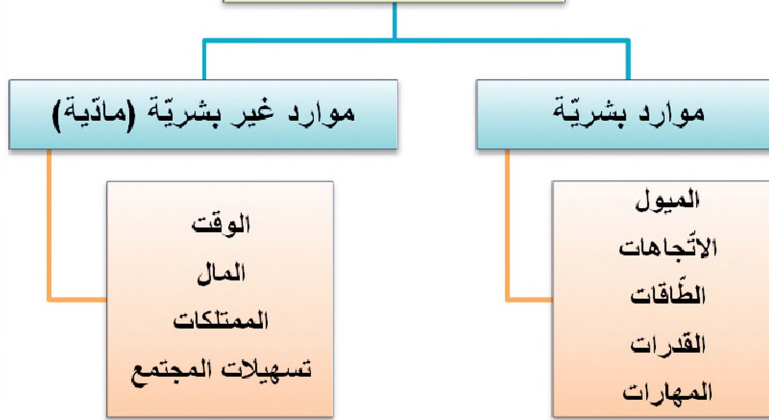 موارد بشريّة
الميول
الاتّجاهات
الطّاقات
القدرات
المهارات
موارد غير بشريّة (مادّية)
الوقت
المال
الممتلكات
تسهيلات المجتمع